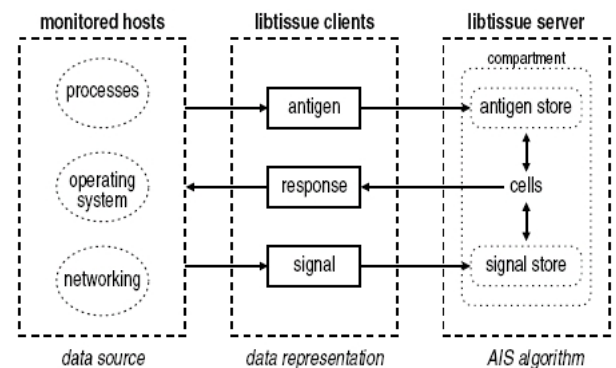 monitored hosts
libtissue clients
libtissue server
compartment
processes
antigen
antigen store
operating
system
response
cells
networking
signal
signal store
data source
data representation
AIS algorithm